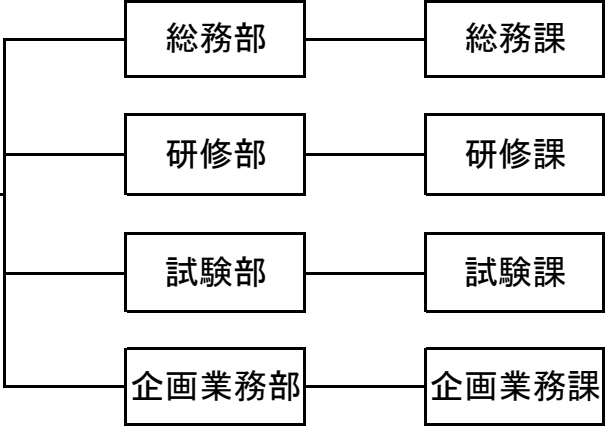 総務部
総務課
研修部
研修課
試験部
試験課
企画業務部
企画業務課